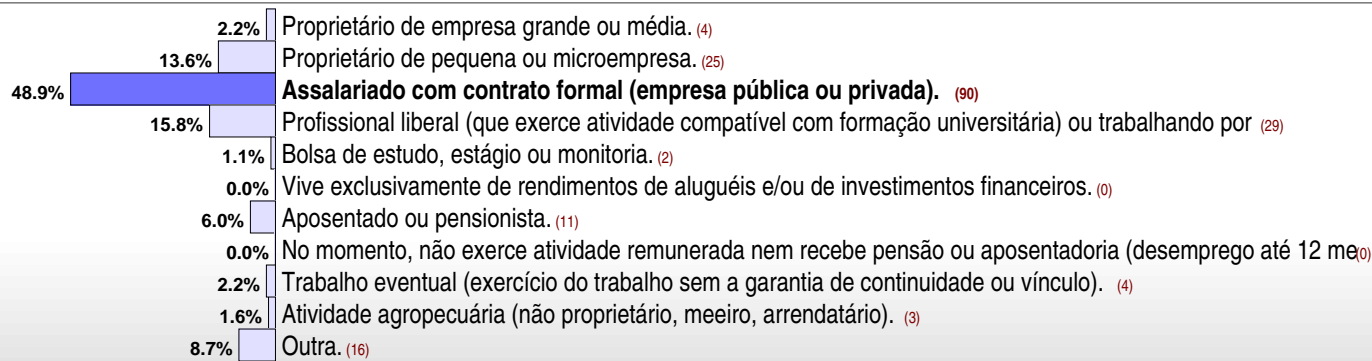 2.2% Proprietário de empresa grande ou média. (4)
13.6% Proprietário de pequena ou microempresa. (25)
48.9% Assalariado com contrato formal (empresa pública ou privada). (90)
15.8% Profissional liberal (que exerce atividade compatível com formação universitária) ou trabalhando por (29)
1.1% Bolsa de estudo, estágio ou monitoria. (2)
0.0% Vive exclusivamente de rendimentos de aluguéis e/ou de investimentos financeiros. (0)
6.0% Aposentado ou pensionista. (11)
0.0% No momento, não exerce atividade remunerada nem recebe pensão ou aposentadoria (desemprego até 12 me (0)
2.2% Trabalho eventual (exercício do trabalho sem a garantia de continuidade ou vínculo). (4)
1.6% Atividade agropecuária (não proprietário, meeiro, arrendatário). (3)
8.7% Outra. (16)